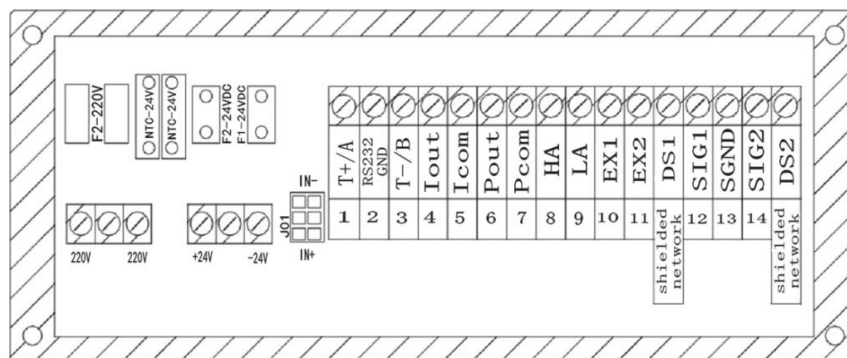 F2-220V
NTC-24V
NTC-24V
F2-24VDC
F1-24VDC
220V
220V
+24V
-24V
IN-
J01
IN+
T+/A
RS232
GND
T-/B
Iout
Icom
Pout
Pcom
HA
LA
EX1
EX2
DS1
SIG1
SGND
SIG2
DS2
1
2
3
4
5
6
7
8
9
10
11
12
13
14
shielded
network
shielded
network